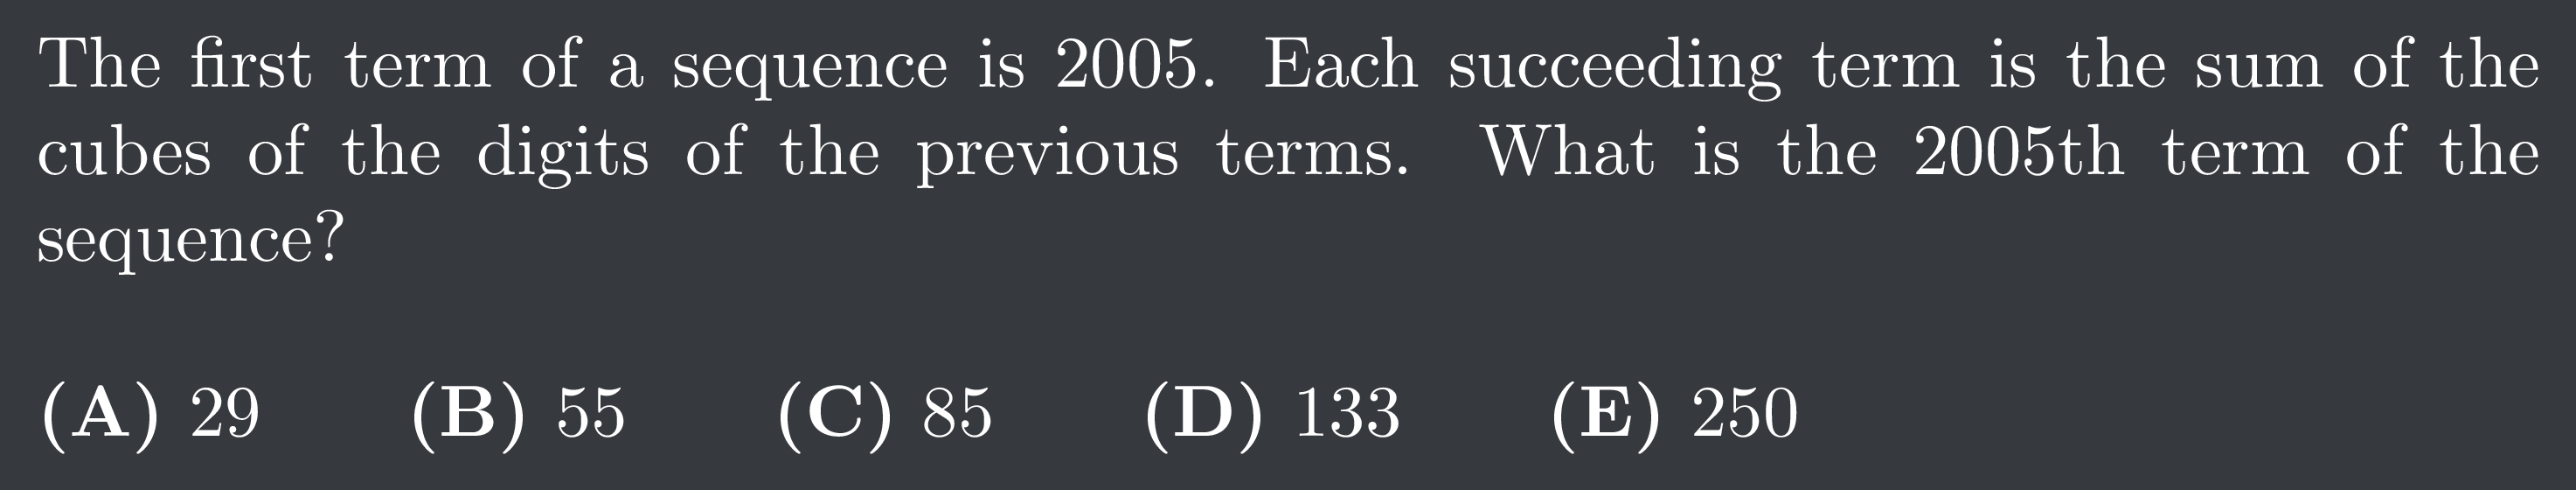 The first term of a sequence is 2005. Each succeeding term is the sum of the
cubes of the digits of the previous terms. What is the 2005th term of the
sequence?
(A) 29 (B) 55 (C) 85 (D) 133 (E) 250